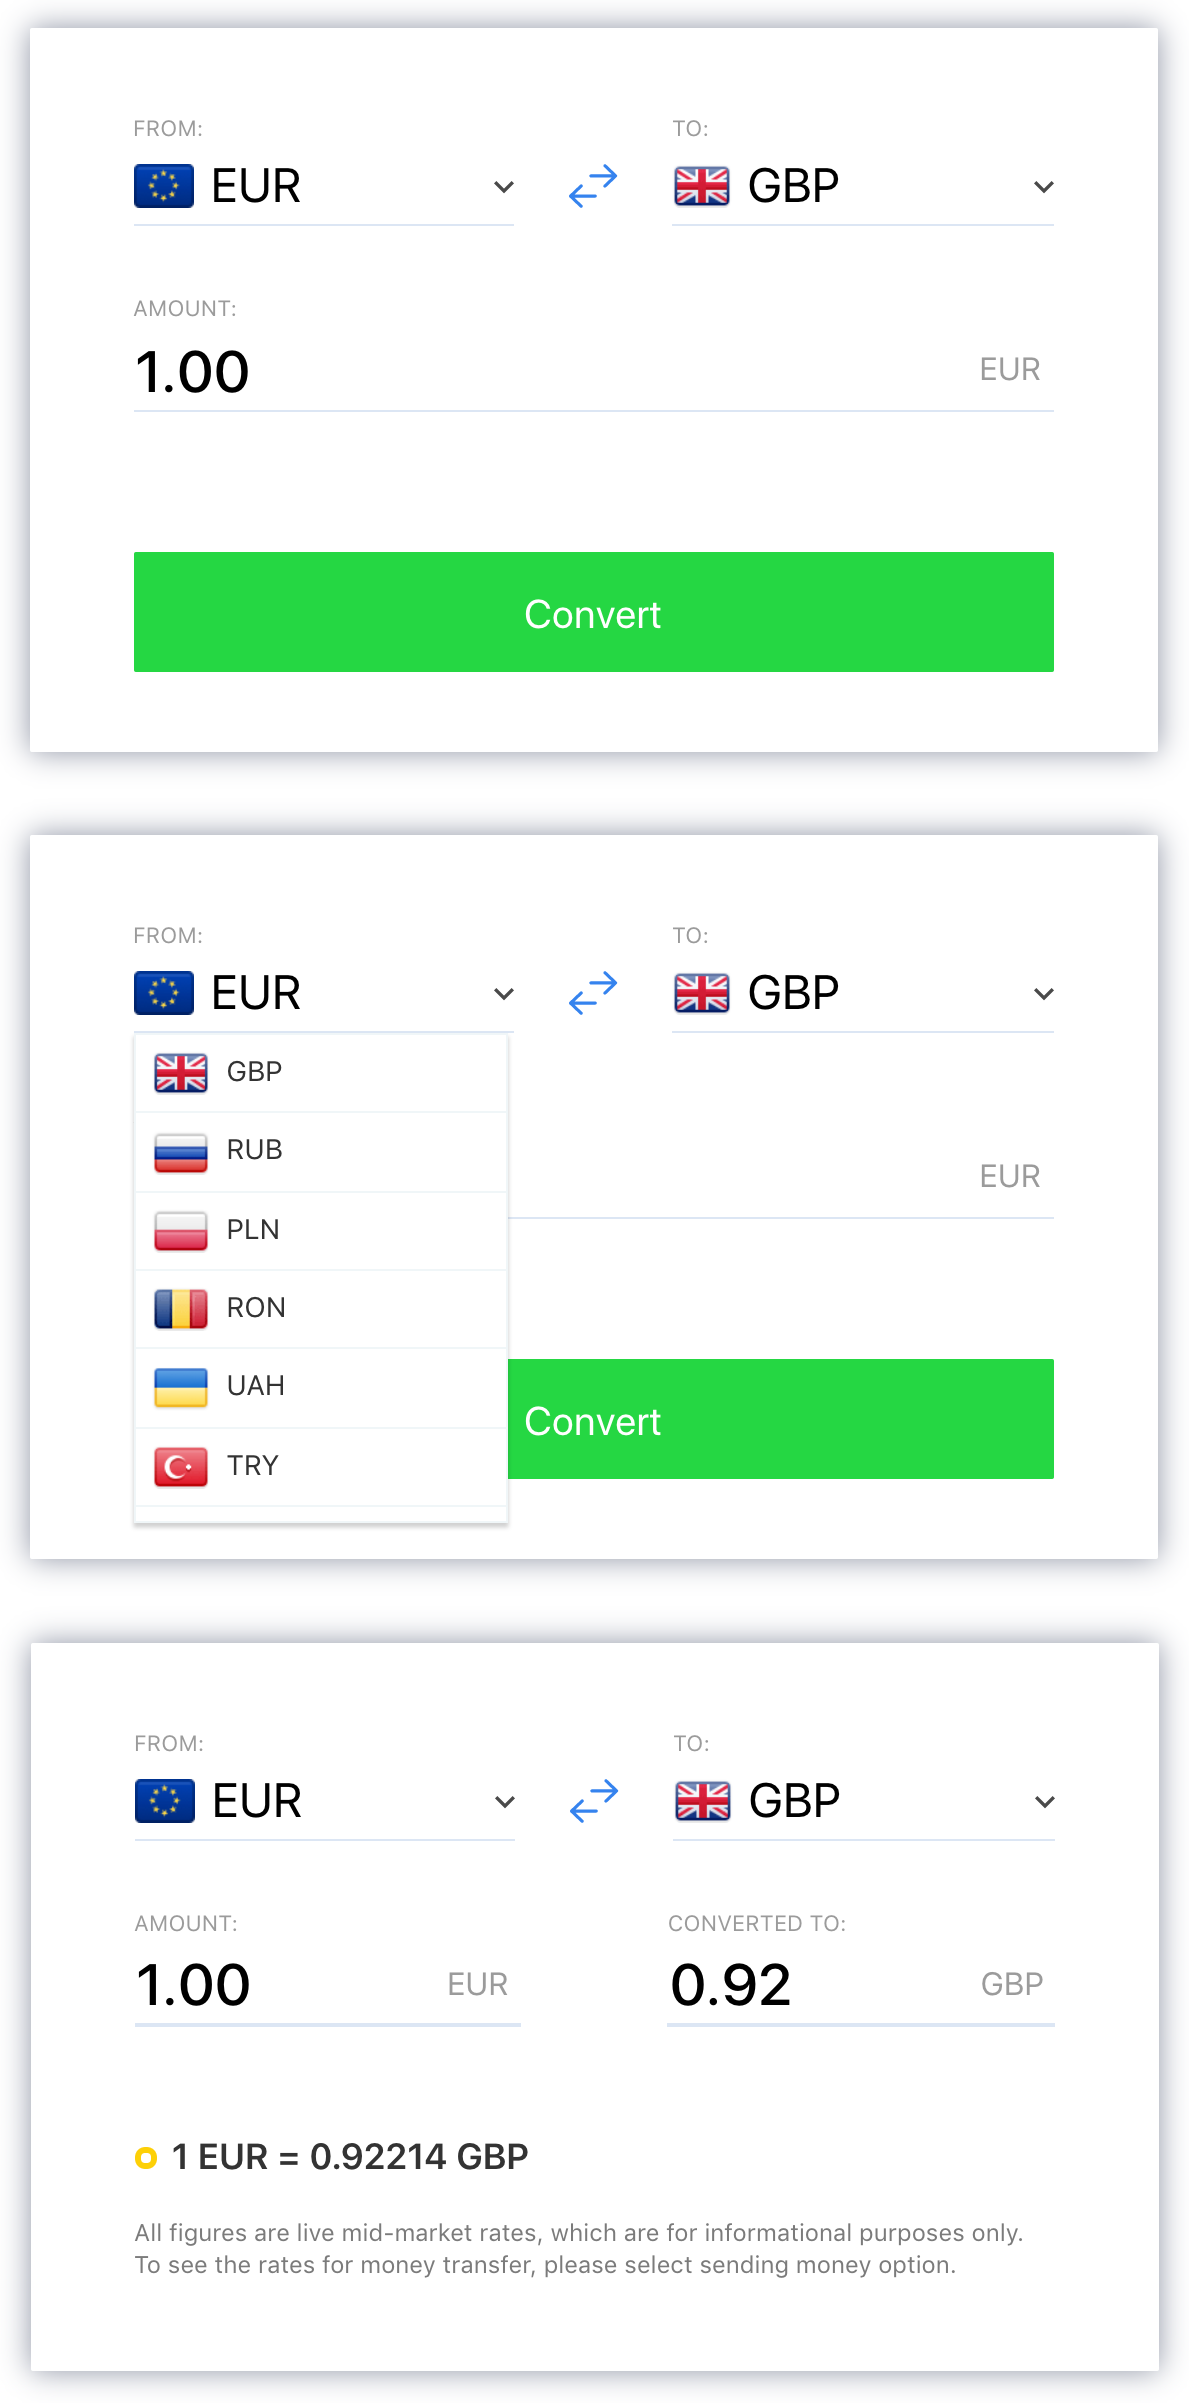 FROM: TO:
EUR GBP
AMOUNT:
1.00 EUR
Convert
FROM: TO:
EUR GBP
GBP
RUB
EUR
PLN
RON
UAH
Convert
TRY
FROM: TO:
EUR GBP
AMOUNT: CONVERTED TO:
1.00 EUR 0.92 GBP
1 EUR = 0.92214 GBP
All figures are live mid-market rates, which are for informational purposes only.
To see the rates for money transfer, please select sending money option.